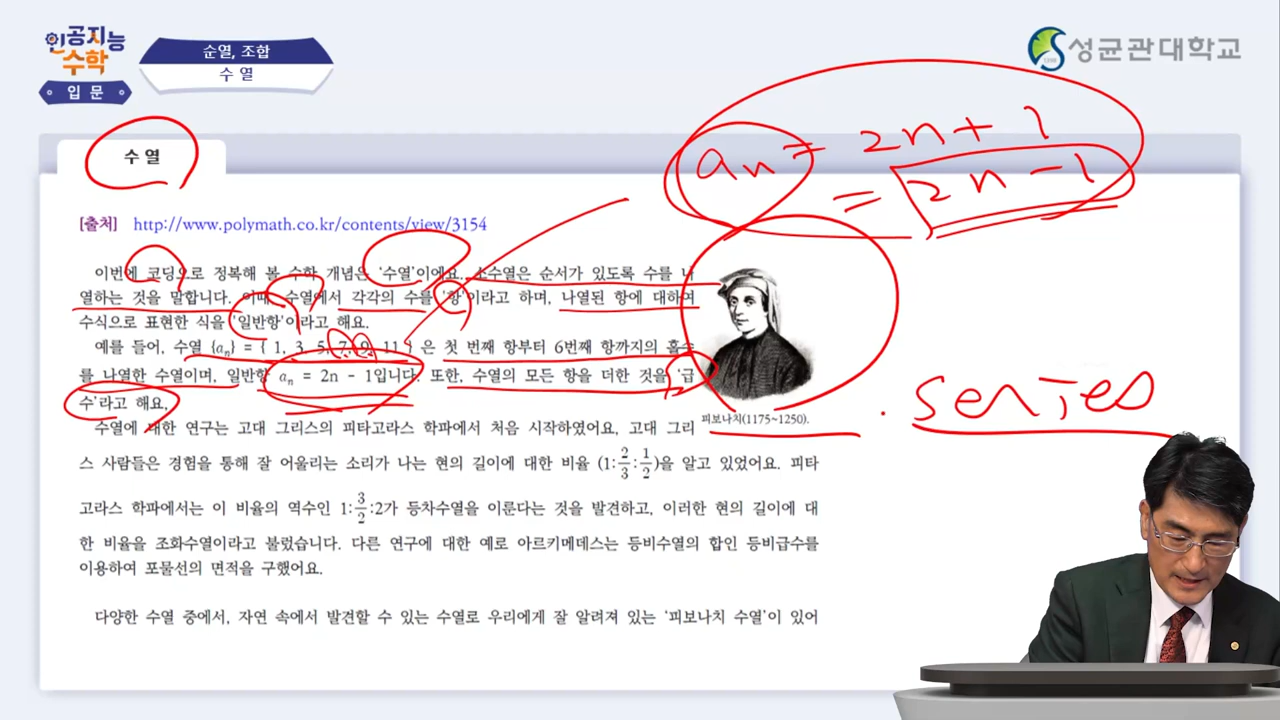 인공지능
수학
입문
순열, 조합
수 열
성균관대학교
수 열
aₙ = 2n + 1
= 2n - 1
[출처] http://www.polymath.co.kr/contents/view/3154
이번에 코딩으로 정복해 볼 수학 개념은 '수열'이에요.
순서가 있도록 수를 나
열하는 것을 말합니다. 이때, 수열에서 각각의 수를 '항'이라고 하며, 나열된 항에 대하여
수식으로 표현한 식을 '일반항'이라고 해요.
예를 들어, 수열 {aₙ} = { 1, 3, 5, 7, 9, 11 } 은 첫 번째 항부터 6번째 항까지의 홀수
를 나열한 수열이며, 일반항 aₙ = 2n - 1입니다. 또한, 수열의 모든 항을 더한 것을 '급
수'라고 해요.
피보나치(1175~1250).
series
수열에 대한 연구는 고대 그리스의 피타고라스 학파에서 처음 시작하였어요. 고대 그리
스 사람들은 경험을 통해 잘 어울리는 소리가 나는 현의 길이에 대한 비율 (1:2/3:1/2)을 알고 있었어요. 피타
고라스 학파에서는 이 비율의 역수인 1:3/2:2가 등차수열을 이룬다는 것을 발견하고, 이러한 현의 길이에 대
한 비율을 조화수열이라고 불렀습니다. 다른 연구에 대한 예로 아르키메데스는 등비수열의 합인 등비급수를
이용하여 포물선의 면적을 구했어요.
다양한 수열 중에서, 자연 속에서 발견할 수 있는 수열로 우리에게 잘 알려져 있는 '피보나치 수열'이 있어